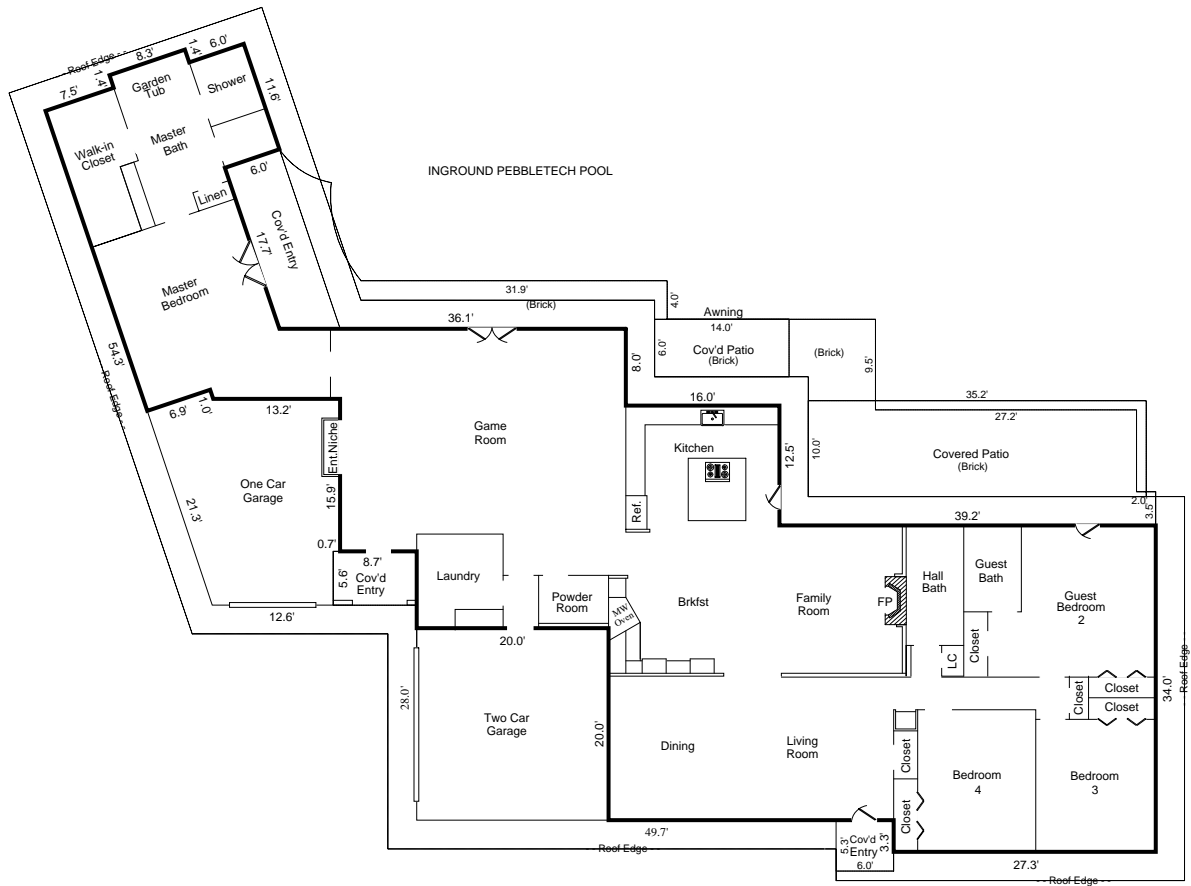 - Roof Edge - -
8.3'
1.4'
6.0'
7.5'
1.4'
Garden
Tub
Shower
11.6'
Walk-in
Closet
Master
Bath
6.0'
Linen
INGROUND PEBBLETECH POOL
Cov'd Entry
17.7'
Master
Bedroom
54.3'
- - Roof Edge - -
31.9'
(Brick)
4.0'
36.1'
Awning
14.0'
6.0'
Cov'd Patio
(Brick)
(Brick)
9.5'
8.0'
6.9'
1.0'
13.2'
16.0'
35.2'
27.2'
Ent.Niche
Game
Room
Kitchen
12.5'
10.0'
Covered Patio
(Brick)
One Car
Garage
15.9'
21.3'
Ref.
2.0'
3.5'
39.2'
0.7'
8.7'
5.6'
Cov'd
Entry
Laundry
Powder
Room
MW
Oven
Brkfst
Family
Room
FP
Hall
Bath
Guest
Bath
Guest
Bedroom
2
12.6'
20.0'
LC
Closet
- - Roof Edge - -
28.0'
Closet
Closet
Closet
34.0'
Two Car
Garage
20.0'
Dining
Living
Room
Closet
Bedroom
4
Bedroom
3
Closet
49.7'
- - Roof Edge - -
5.3'
Cov'd
Entry
3.3'
6.0'
27.3'
- - Roof Edge - -